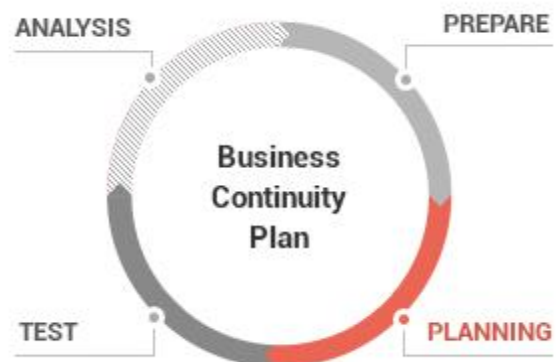 ANALYSIS
PREPARE
Business
Continuity
Plan
TEST
PLANNING